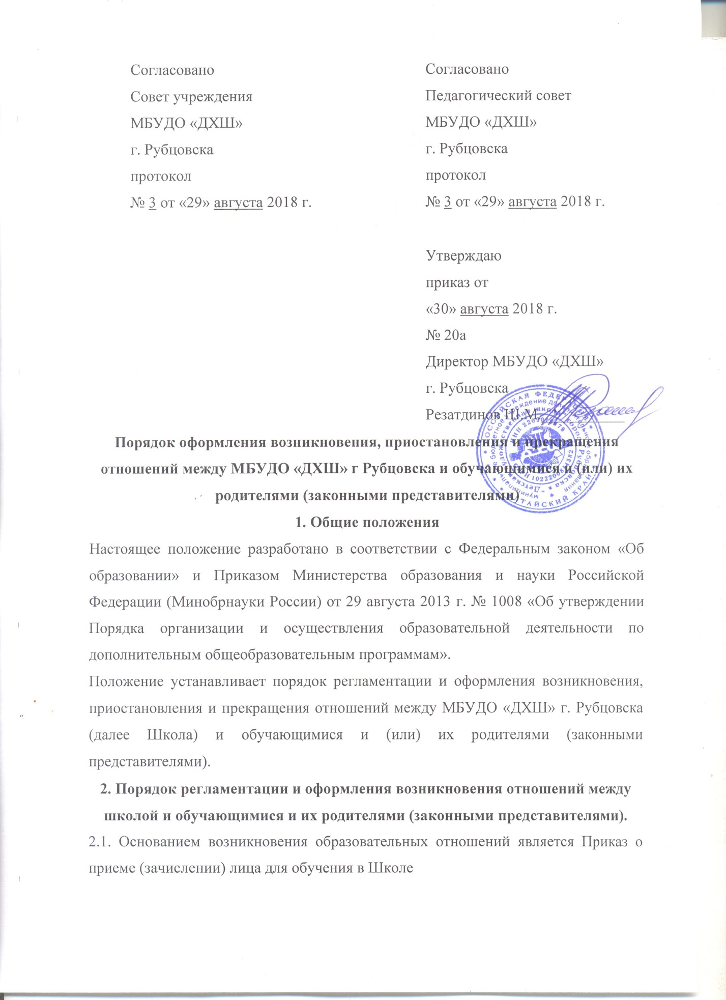 Согласовано
Совет учреждения
МБУДО «ДХШ»
г. Рубцовска
протокол
№ 3 от «29» августа 2018 г.
Согласовано
Педагогический совет
МБУДО «ДХШ»
г. Рубцовска
протокол
№ 3 от «29» августа 2018 г.
Утверждаю
приказ от
«30» августа 2018 г.
№ 20а
Директор МБУДО «ДХШ»
г. Рубцовска
Резатдинов Ш.М.
Порядок оформления возникновения, приостановления и прекращения
отношений между МБУДО «ДХШ» г Рубцовска и обучающимися и (или) их
родителями (законными представителями)
1. Общие положения
Настоящее положение разработано в соответствии с Федеральным законом «Об
образовании» и Приказом Министерства образования и науки Российской
Федерации (Минобрнауки России) от 29 августа 2013 г. № 1008 «Об утверждении
Порядка организации и осуществления образовательной деятельности по
дополнительным общеобразовательным программам».
Положение устанавливает порядок регламентации и оформления возникновения,
приостановления и прекращения отношений между МБУДО «ДХШ» г. Рубцовска
(далее Школа) и обучающимися и (или) их родителями (законными
представителями).
2. Порядок регламентации и оформления возникновения отношений между
школой и обучающимися и их родителями (законными представителями).
2.1. Основанием возникновения образовательных отношений является Приказ о
приеме (зачислении) лица для обучения в Школе